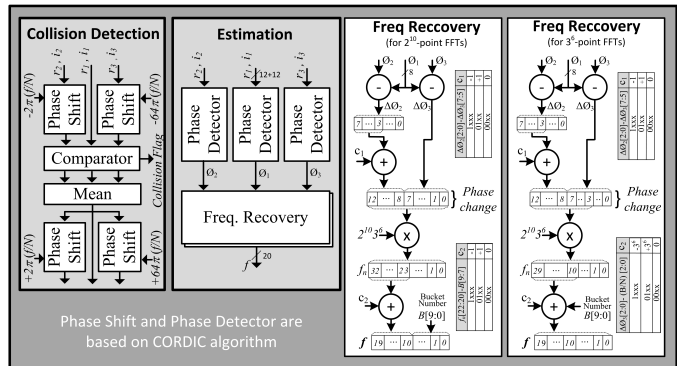 Collision Detection
r2, i2
r1, i1
r3, i3
-2π(f/N)
-64π(f/N)
Phase Shift
Phase Shift
Comparator
Collision Flag
Mean
+2π(f/N)
+64π(f/N)
Phase Shift
Phase Shift
Estimation
r2, i2
r1, i1
r3, i3
12+12
Phase Detector
Phase Detector
Phase Detector
Ø2
Ø1
Ø3
Freq. Recovery
20
f
Phase Shift and Phase Detector are
based on CORDIC algorithm
Freq Reccovery
(for 2^10-point FFTs)
Ø2
Ø1
Ø3
8
-
-
ΔØ2
ΔØ3
7 ... 3 ... 0
c1
+
12 ... 8 7 ... 1 0
Phase change
2^10 3^6
x
fn
32 ... 23 ... 1 0
c2
+
Bucket Number
B[9:0]
f
19 ... 10 ... 1 0
ΔØ2[2:0]-ΔØ3[7:5] c1
1xxx -1
01xx 1
00xx 0
fn[22:20]-B[9:7] c2
1xxx -1
01xx 1
00xx 0
Freq Reccovery
(for 3^6-point FFTs)
Ø2
Ø1
Ø3
8
-
-
ΔØ2
ΔØ3
7 ... 3 ... 0
c1
+
12 ... 8 7 ... 3 ... 0
Phase change
2^10 3^6
x
fn
29 ... 10 ... 1 0
c2
+
Bucket Number
B[9:0]
f
19 ... 10 ... 1 0
ΔØ2[2:0]-ΔØ3[7:5] c1
1xxx -1
01xx 1
00xx 0
1xxx -3^6
01xx
00xx 0